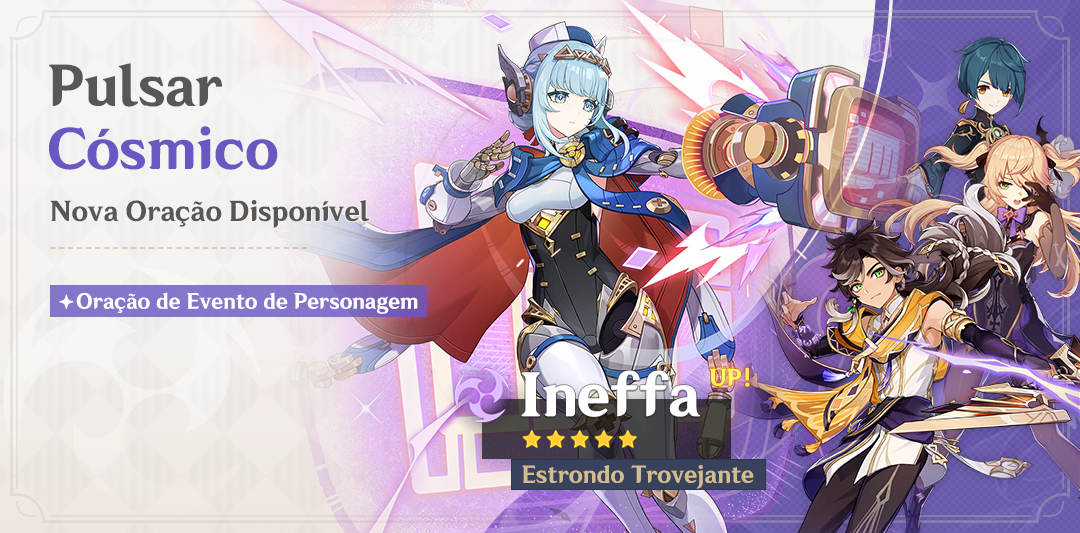 Pulsar
Cósmico
Nova Oração Disponível
Oração de Evento de Personagem
Ineffa UP!
Estrondo Trovejante